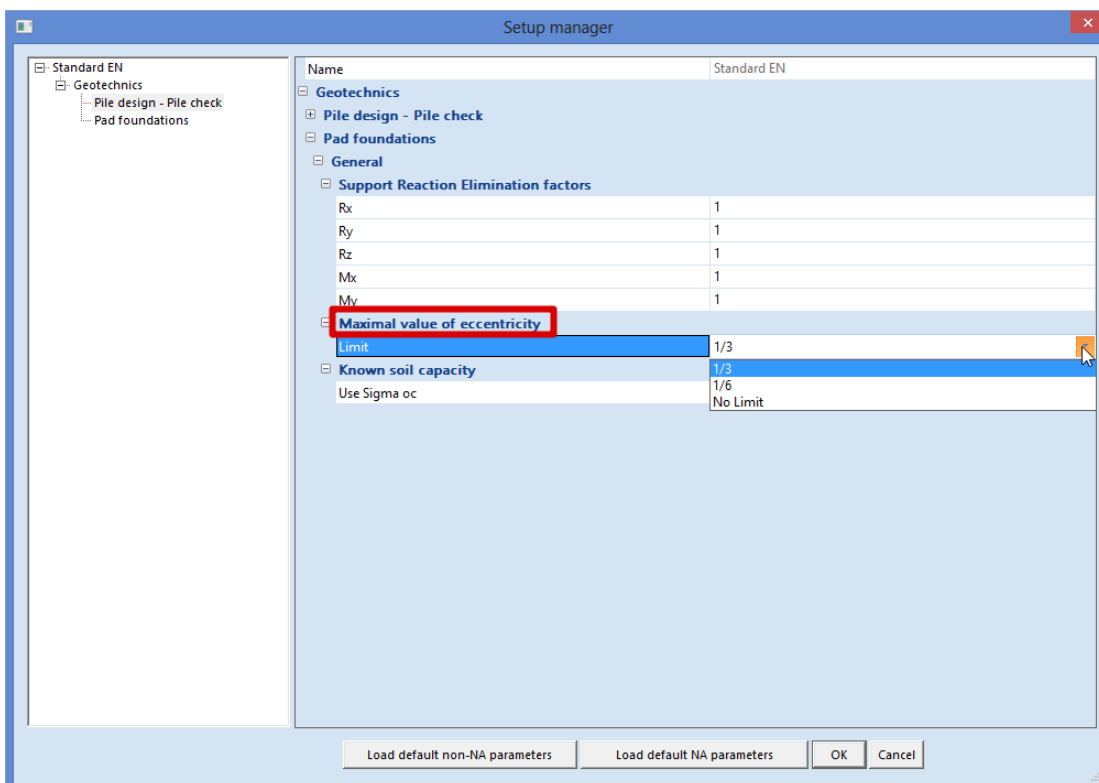 Setup manager
Standard EN
Geotechnics
Pile design - Pile check
Pad foundations
Name Standard EN
Geotechnics
Pile design - Pile check
Pad foundations
General
Support Reaction Elimination factors
Rx 1
Ry 1
Rz 1
Mx 1
My 1
Maximal value of eccentricity
Limit 1/3
Known soil capacity 1/3
1/6
Use Sigma oc
No Limit
Load default non-NA parameters Load default NA parameters OK Cancel